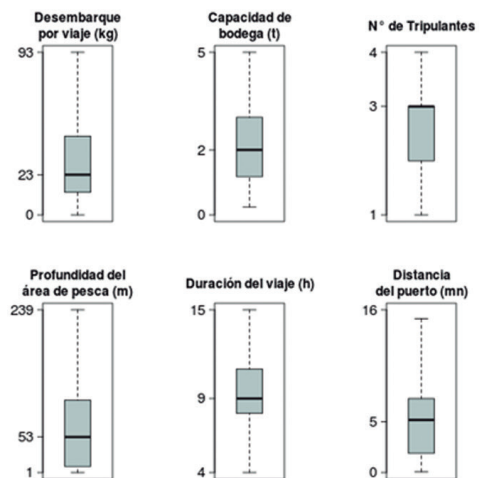 Desembarque
por viaje (kg)
93
23
0
Capacidad de
bodega (t)
5
2
0
N° de Tripulantes
4
3
1
Profundidad del
área de pesca (m)
239
53
1
Duración del viaje (h)
15
9
4
Distancia
del puerto (mn)
16
5
0